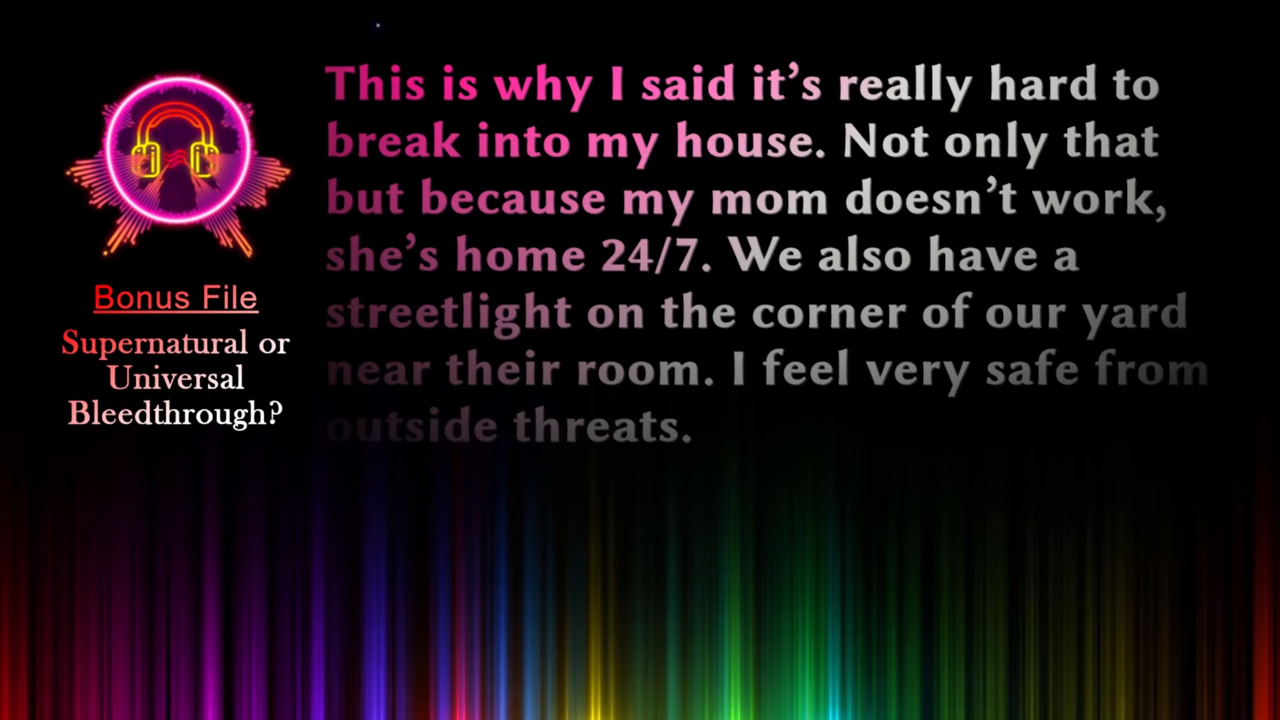 Bonus File
Supernatural or
Universal
Bleedthrough?
This is why I said it’s really hard to
break into my house. Not only that
but because my mom doesn’t work,
she’s home 24/7. We also have a
streetlight on the corner of our yard
near their room. I feel very safe from
outside threats.